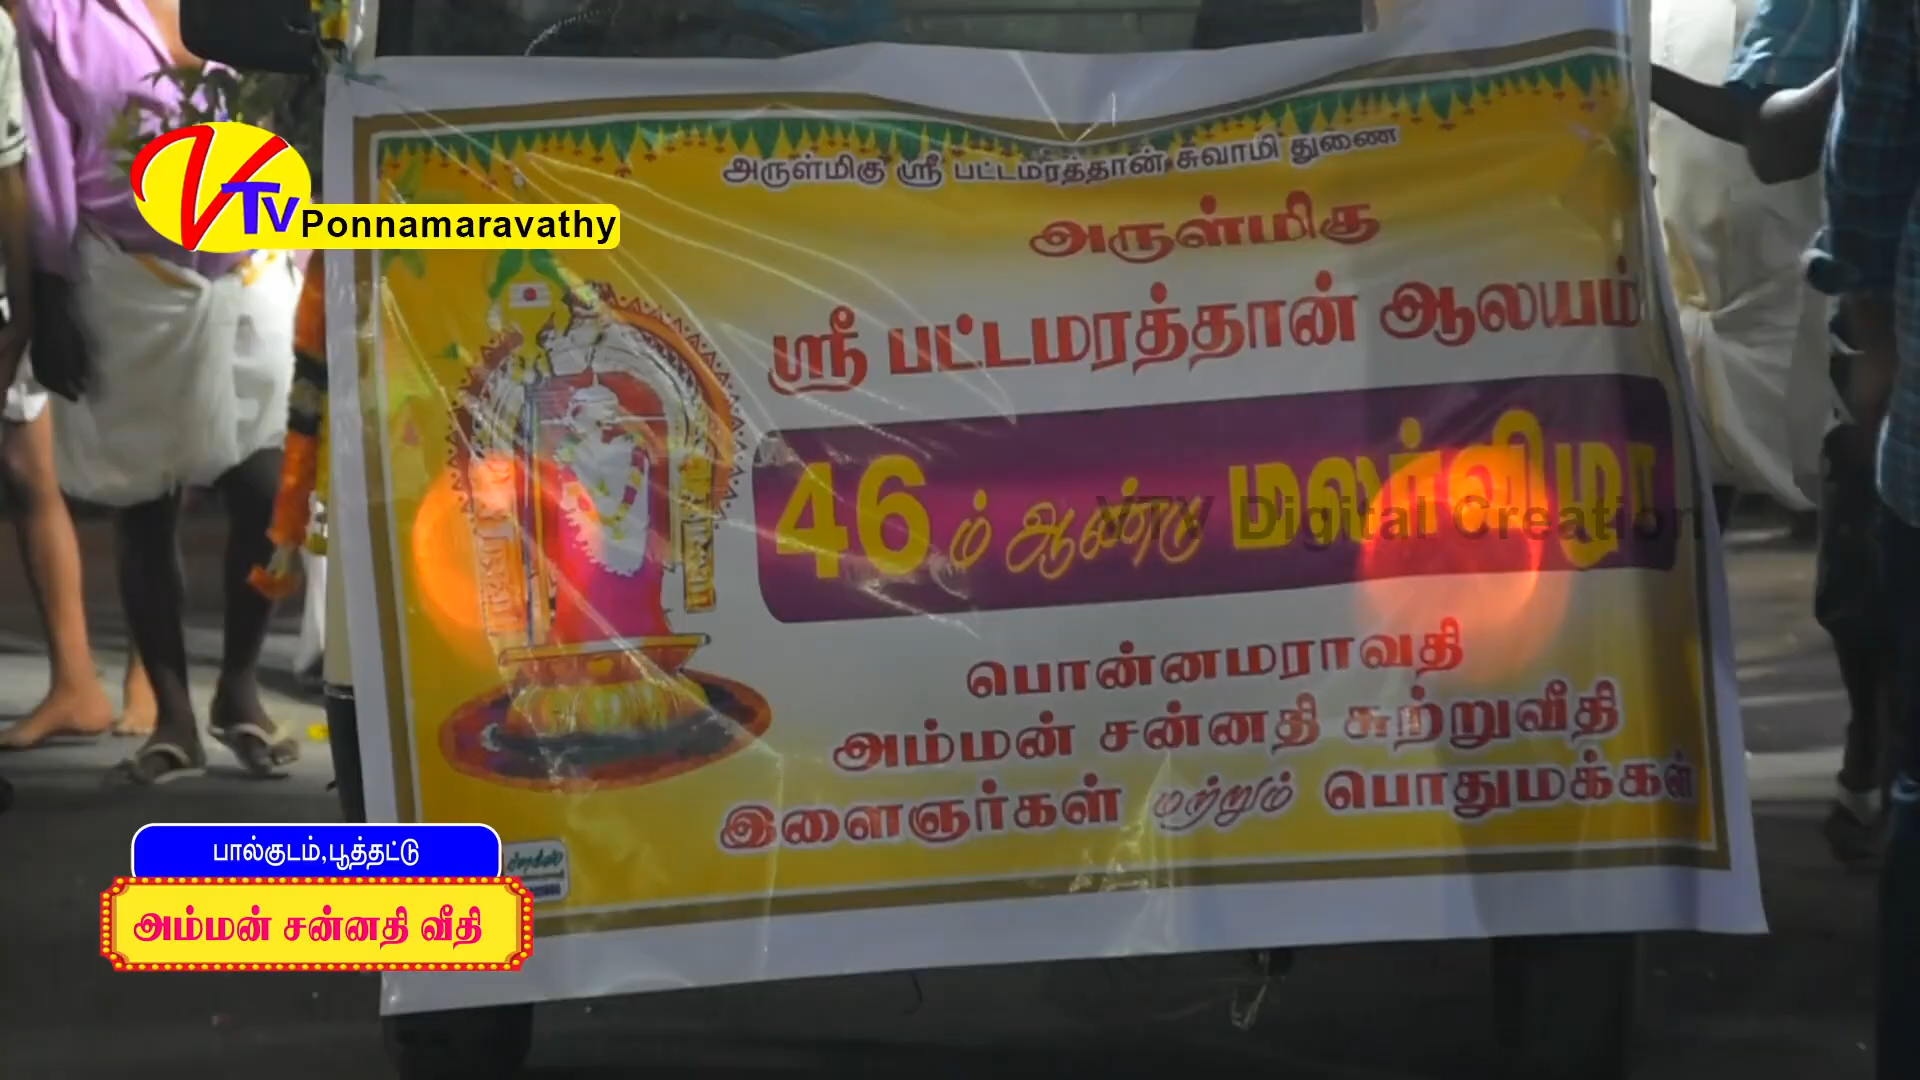 அருள்மிகு ஸ்ரீ பட்டமரத்தான் சுவாமி துணை
VTV Ponnamaravathy
அருள்மிகு
ஸ்ரீ பட்டமரத்தான் ஆலயம்
46ம் ஆண்டு மலர்விழா
VTV Digital Creation
பொன்னமராவதி
அம்மன் சன்னதி சுற்றுவீதி
இளைஞர்கள் மற்றும் பொதுமக்கள்
பால்குடம்,பூத்தட்டு
அம்மன் சன்னதி வீதி